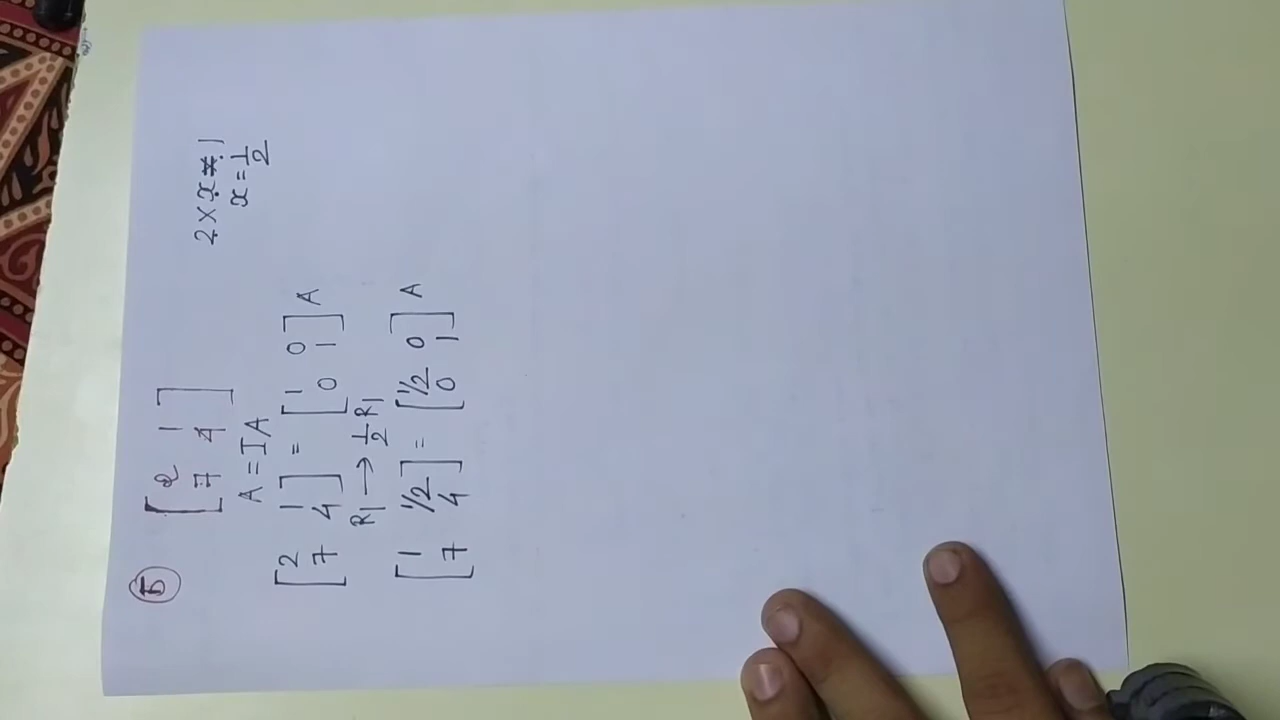 5
[2 1
7 4]
A = IA
[2 1
7 4] = [1 0
0 1] A
R1 → 1/2 R1
[1 1/2
7 4] = [1/2 0
0 1] A
2 × x = 1
x = 1/2